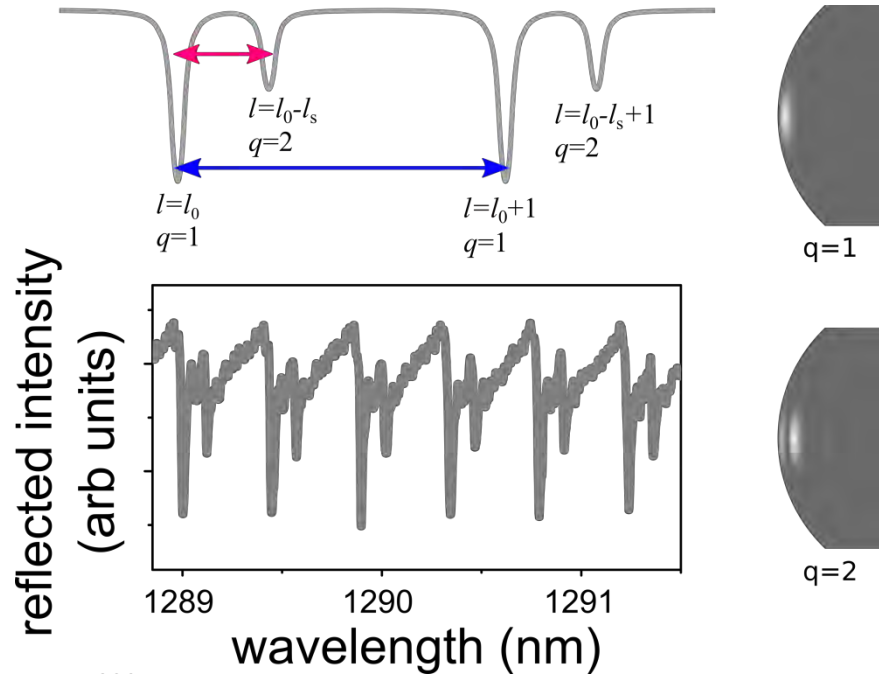 l=l₀-lₛ
q=2
l=l₀-lₛ+1
q=2
l=l₀
q=1
l=l₀+1
q=1
q=1
q=2
reflected intensity
(arb units)
1289
1290
1291
wavelength (nm)